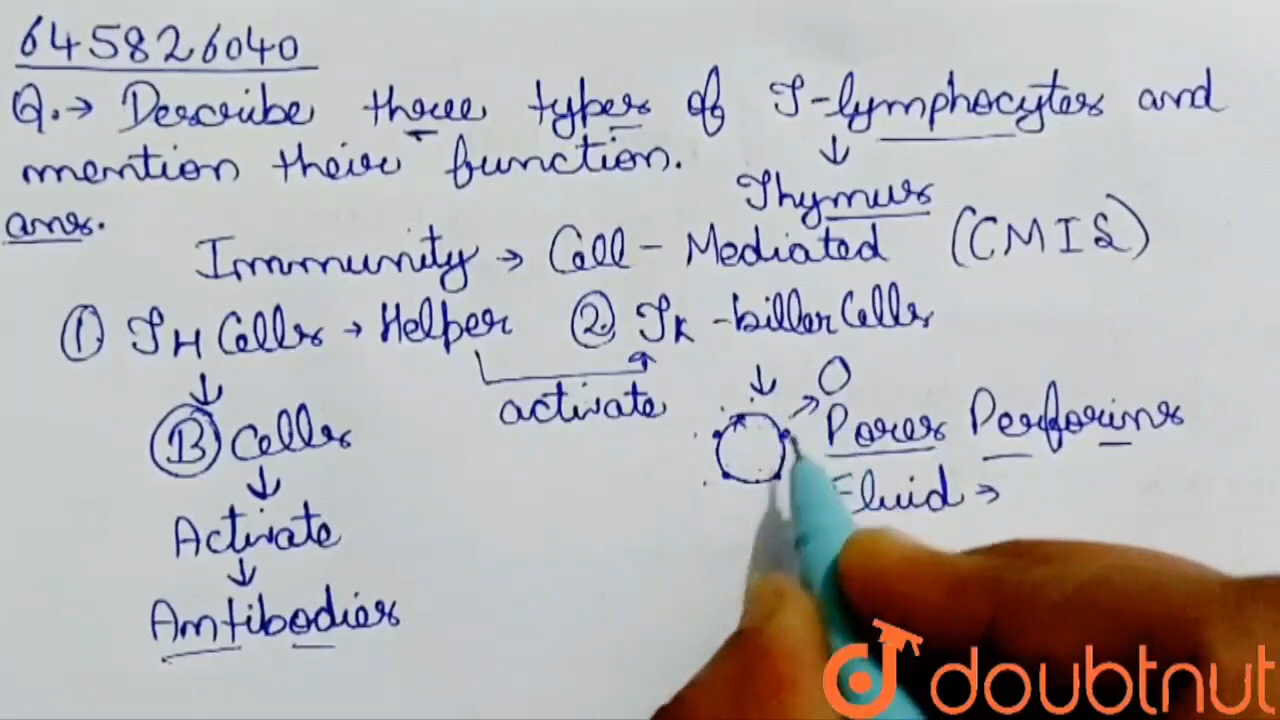 645826040
Q.→ Describe three types of T-lymphocytes and
mention their function.
↓
Thymus
ans.
Immunity → Cell-Mediated (CMIS)
① TH Cells → Helper ② TK -killer Cells
activate
↓
Ⓑ Cells
↓
Activate
↓
Antibodies
↓
Pores Perforins
Fluid →
doubtnut